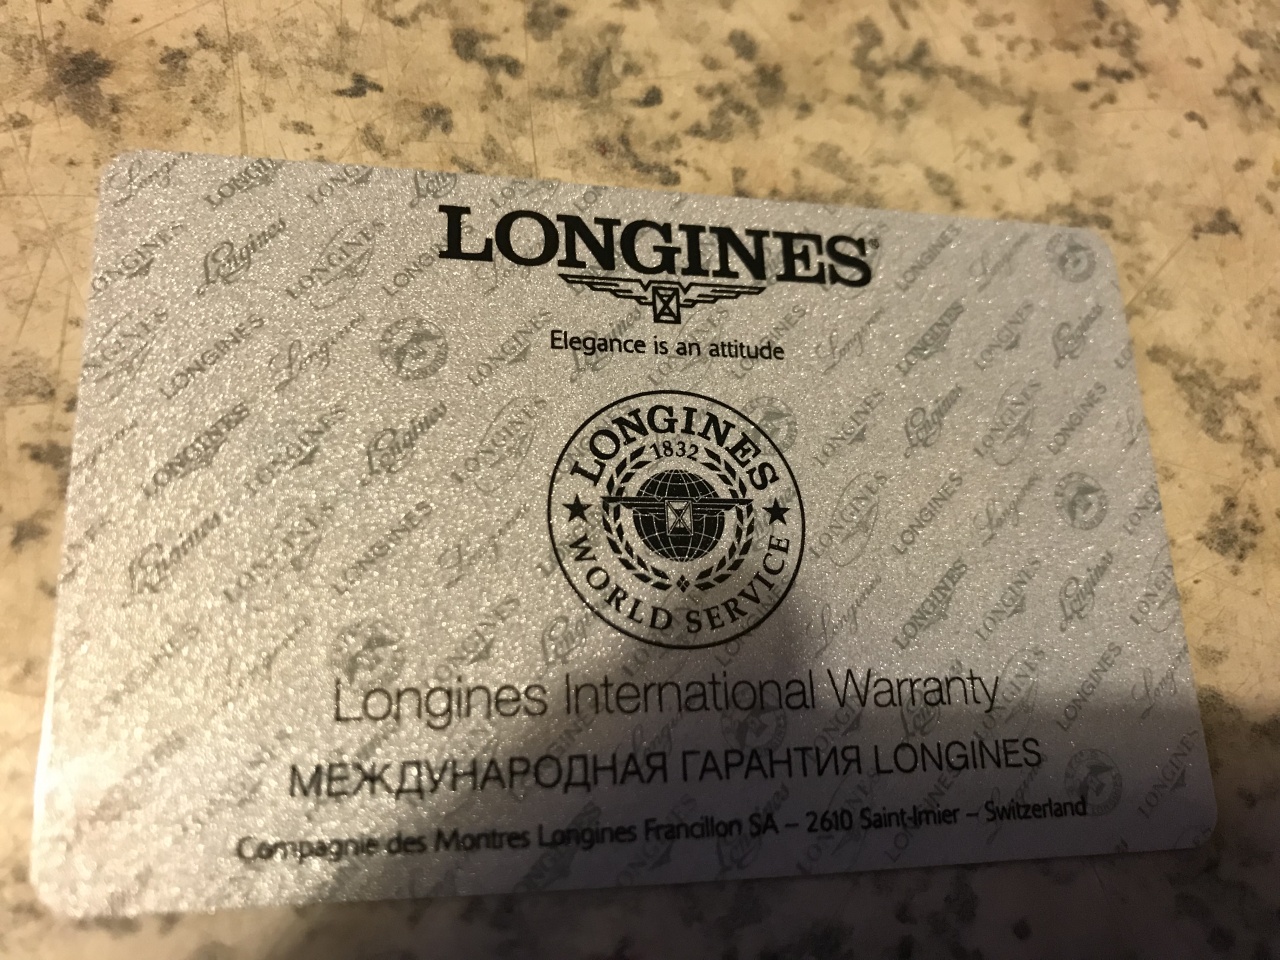 LONGINES®
Elegance is an attitude
LONGINES
1832
WORLD SERVICE
Longines International Warranty
МЕЖДУНАРОДНАЯ ГАРАНТИЯ LONGINES
Compagnie des Montres Longines Francillon SA – 2610 Saint-Imier – Switzerland